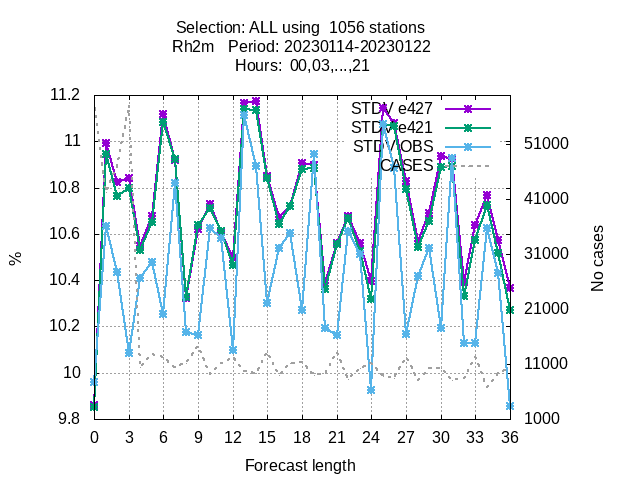 Selection: ALL using  1056 stations
Rh2m   Period: 20230114-20230122
Hours:  00,03,...,21
STDV e427
STDV e421
STDV OBS
CASES
11.2
11
10.8
10.6
10.4
10.2
10
9.8
%
51000
41000
31000
21000
11000
1000
No cases
0 3 6 9 12 15 18 21 24 27 30 33 36
Forecast length